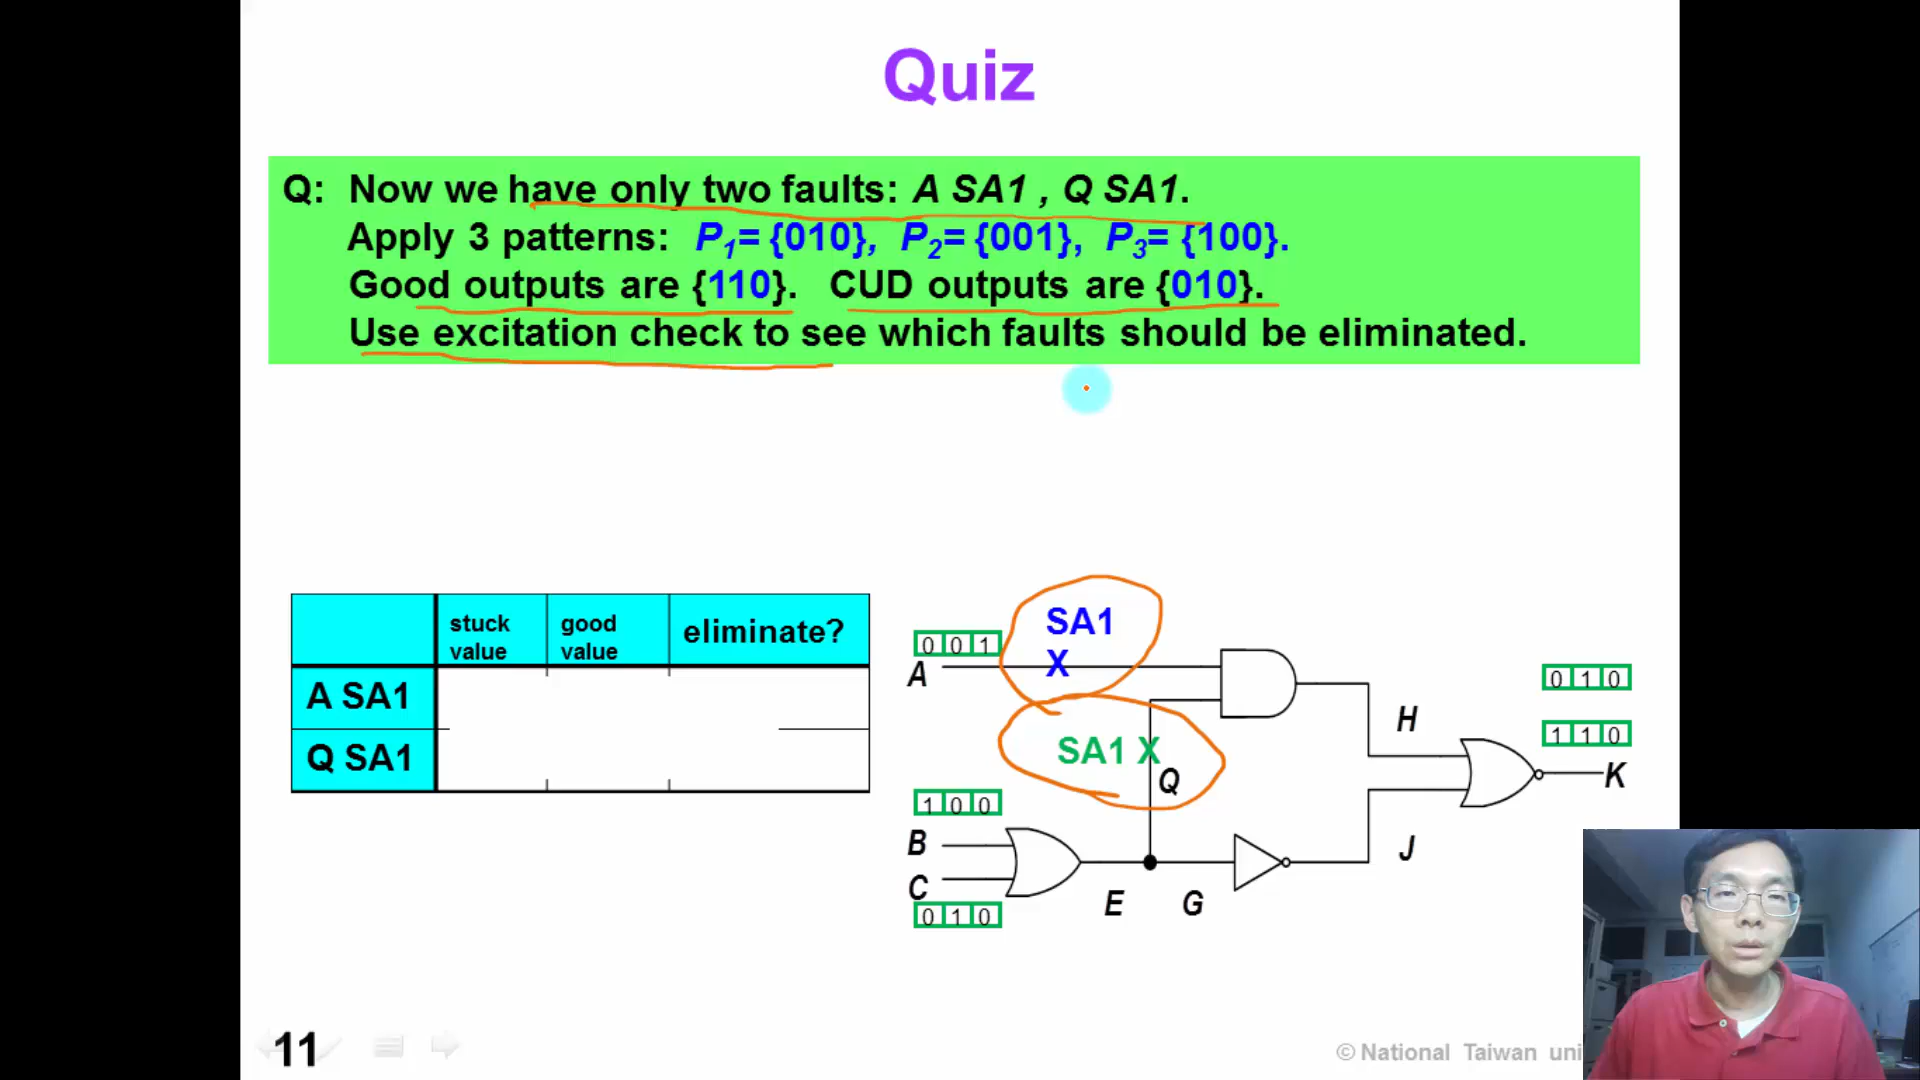 Quiz
Q: Now we have only two faults: A SA1 , Q SA1.
Apply 3 patterns: P1= {010}, P2= {001}, P3= {100}.
Good outputs are {110}. CUD outputs are {010}.
Use excitation check to see which faults should be eliminated.
stuck value
good value
eliminate?
A SA1
Q SA1
0 0 1
A
SA1
X
SA1 X
Q
1 0 0
B
C
0 1 0
E
G
H
J
0 1 0
1 1 0
K
11
© National Taiwan uni